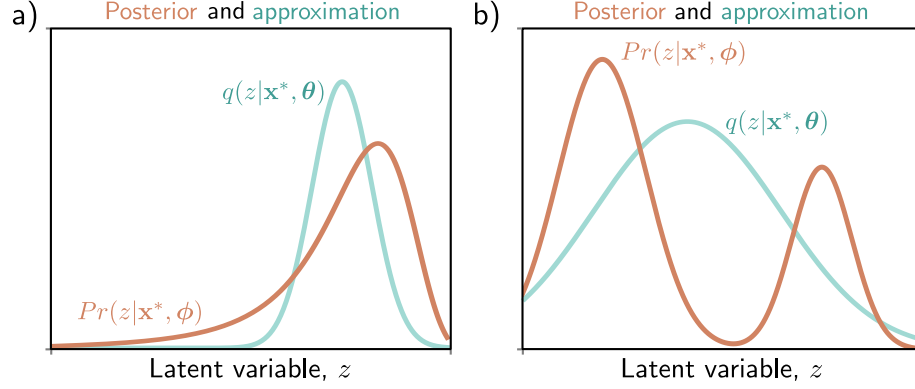 a)
Posterior and approximation
q(z|x*, θ)
Pr(z|x*, ϕ)
Latent variable, z
b)
Posterior and approximation
Pr(z|x*, ϕ)
q(z|x*, θ)
Latent variable, z